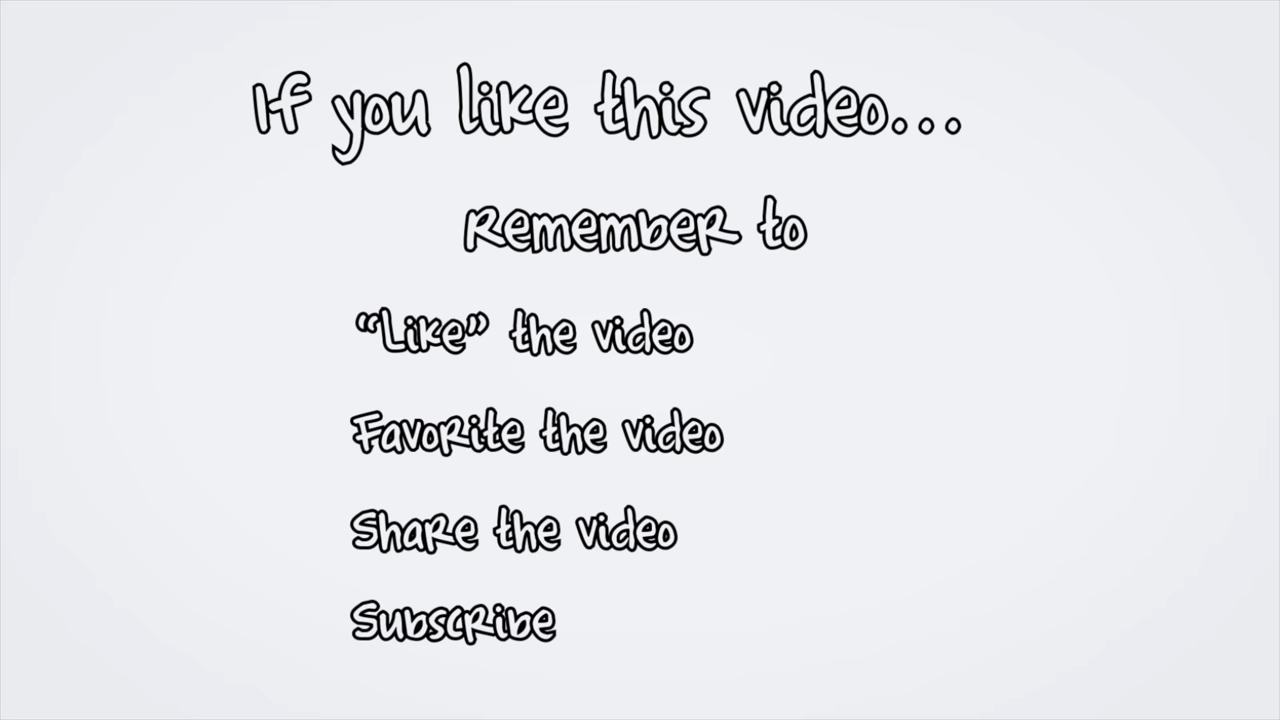 If you like this video...
Remember to
“Like” the video
Favorite the video
Share the video
Subscribe